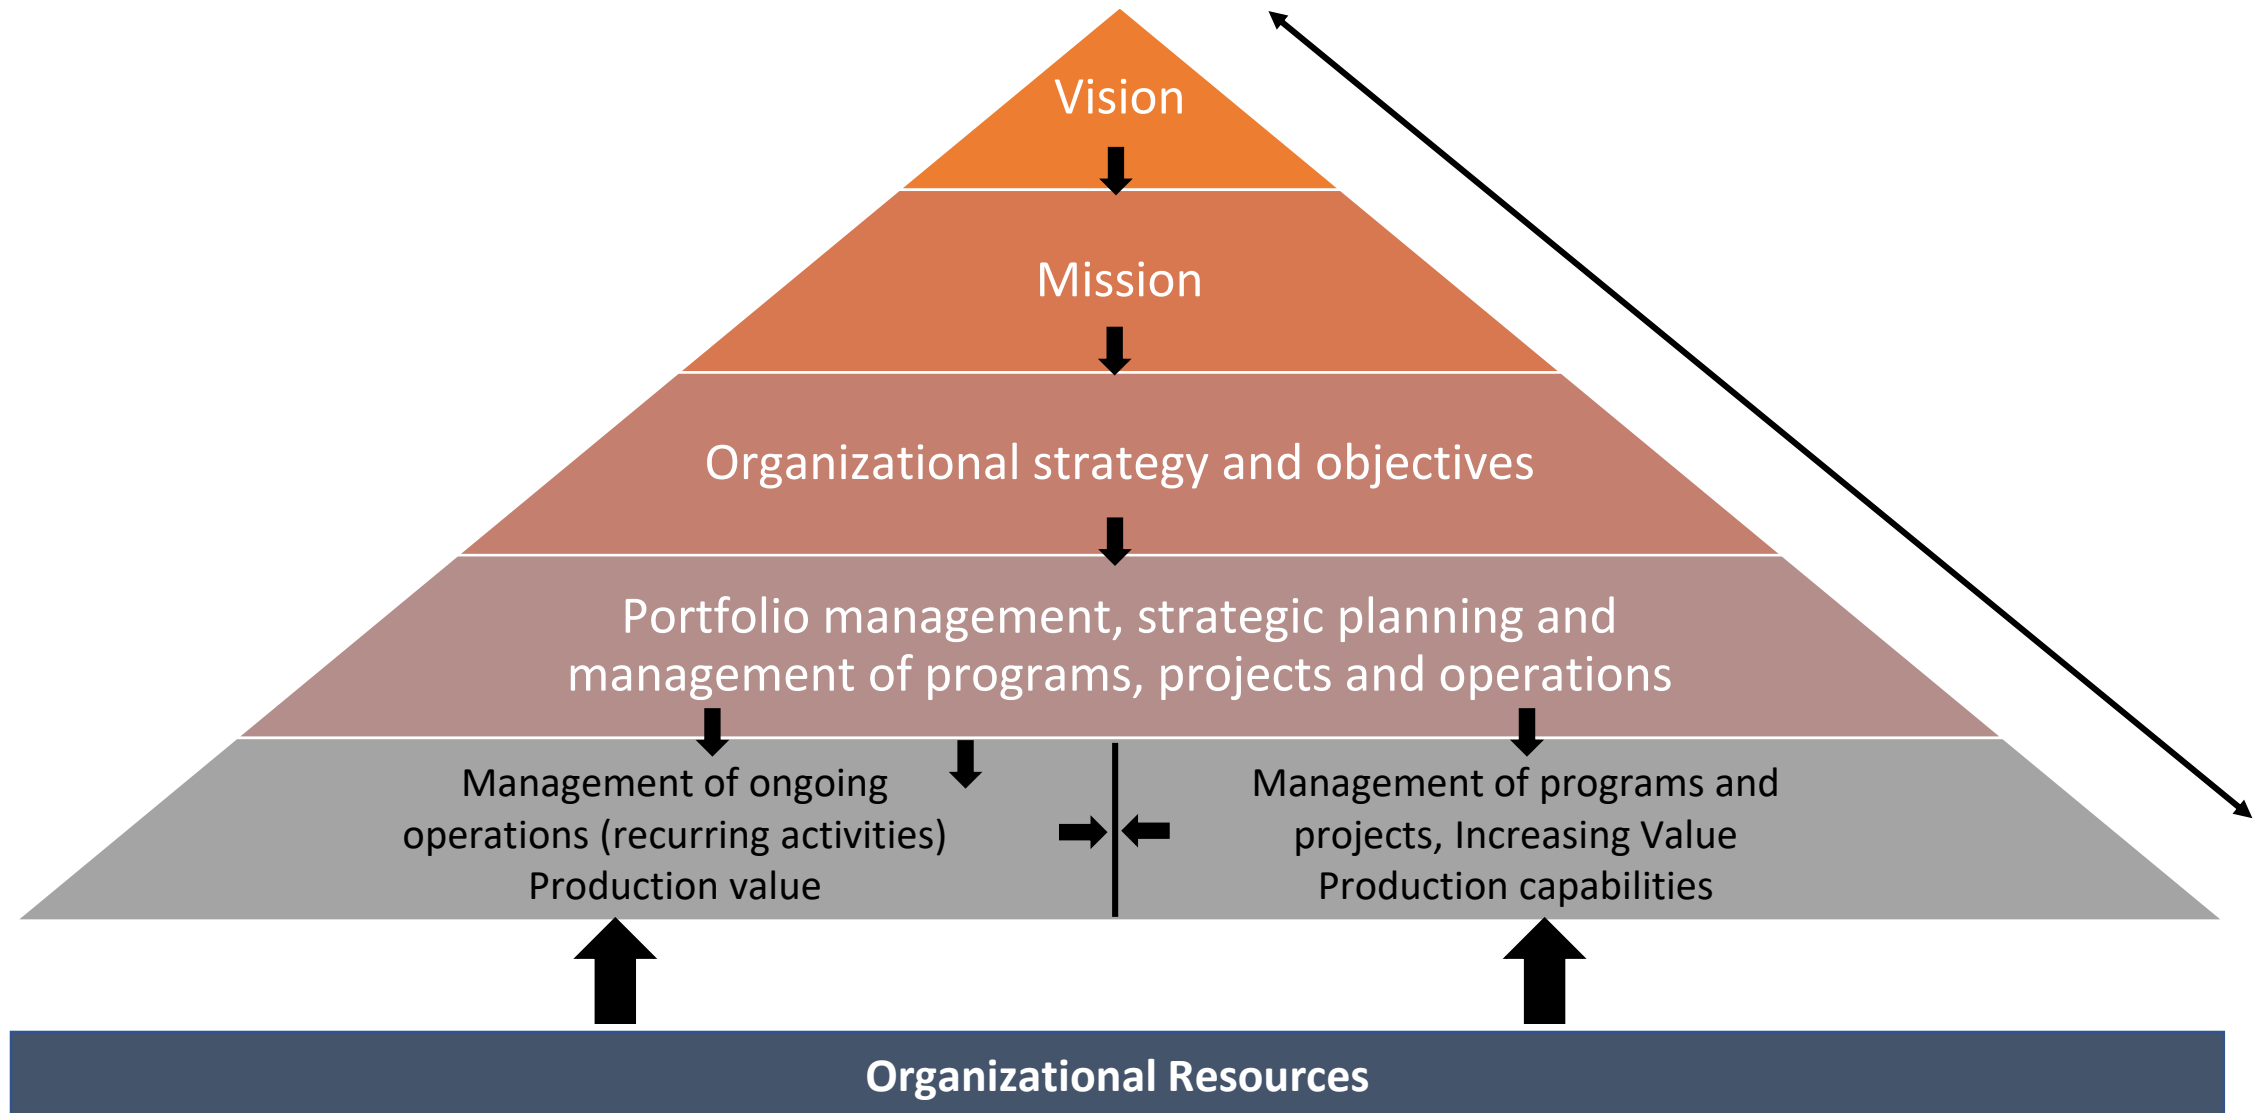 Vision
Mission
Organizational strategy and objectives
Portfolio management, strategic planning and
management of programs, projects and operations
Management of ongoing
operations (recurring activities)
Production value
Management of programs and
projects, Increasing Value
Production capabilities
Organizational Resources